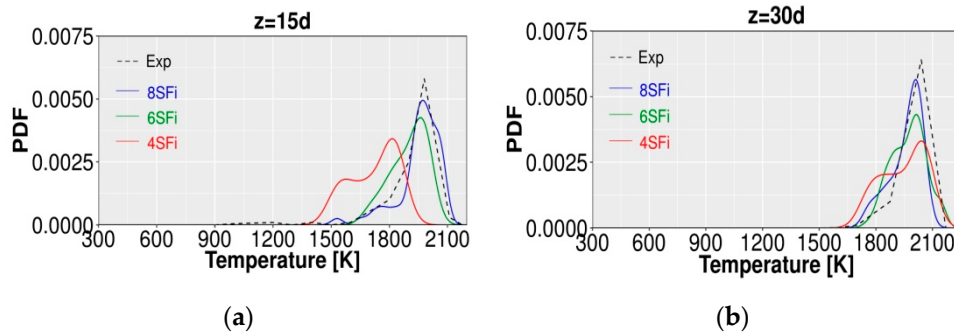 z=15d
0.0075
0.0050
0.0025
0.0000
PDF
Exp
8SFi
6SFi
4SFi
300 600 900 1200 1500 1800 2100
Temperature [K]
(a)
z=30d
0.0075
0.0050
0.0025
0.0000
PDF
Exp
8SFi
6SFi
4SFi
300 600 900 1200 1500 1800 2100
Temperature [K]
(b)